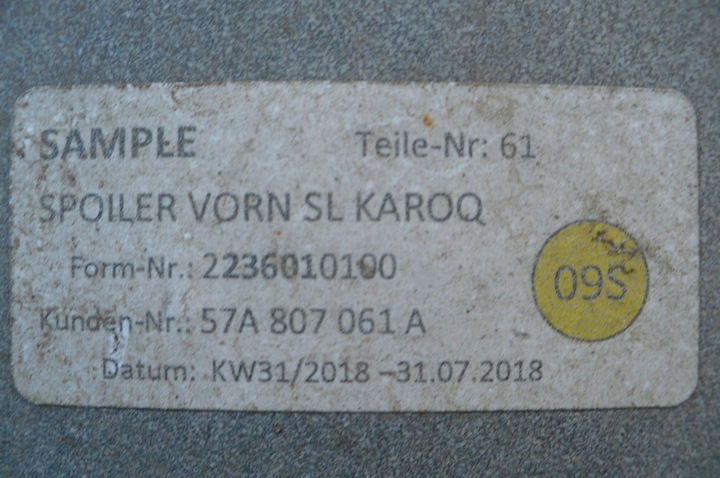 SAMPLE Teile-Nr: 61
SPOILER VORN SL KAROQ
Form-Nr.: 2236010100
09S
Kunden-Nr.: 57A 807 061 A
Datum: KW31/2018 –31.07.2018